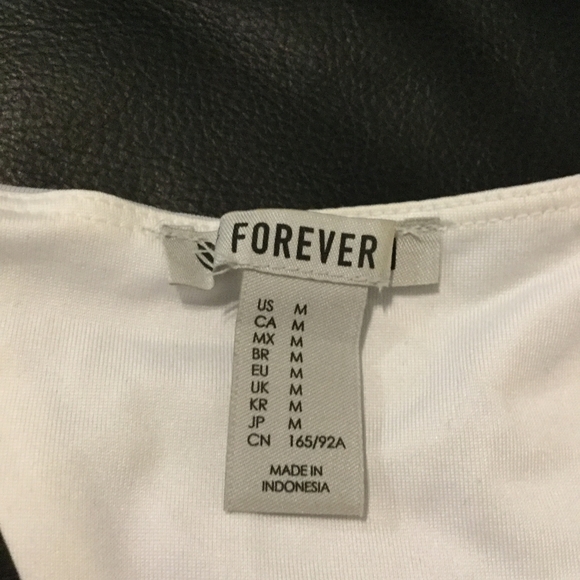 FOREVER
US M
CA M
MX M
BR M
EU M
UK M
KR M
JP M
CN 165/92A
MADE IN
INDONESIA